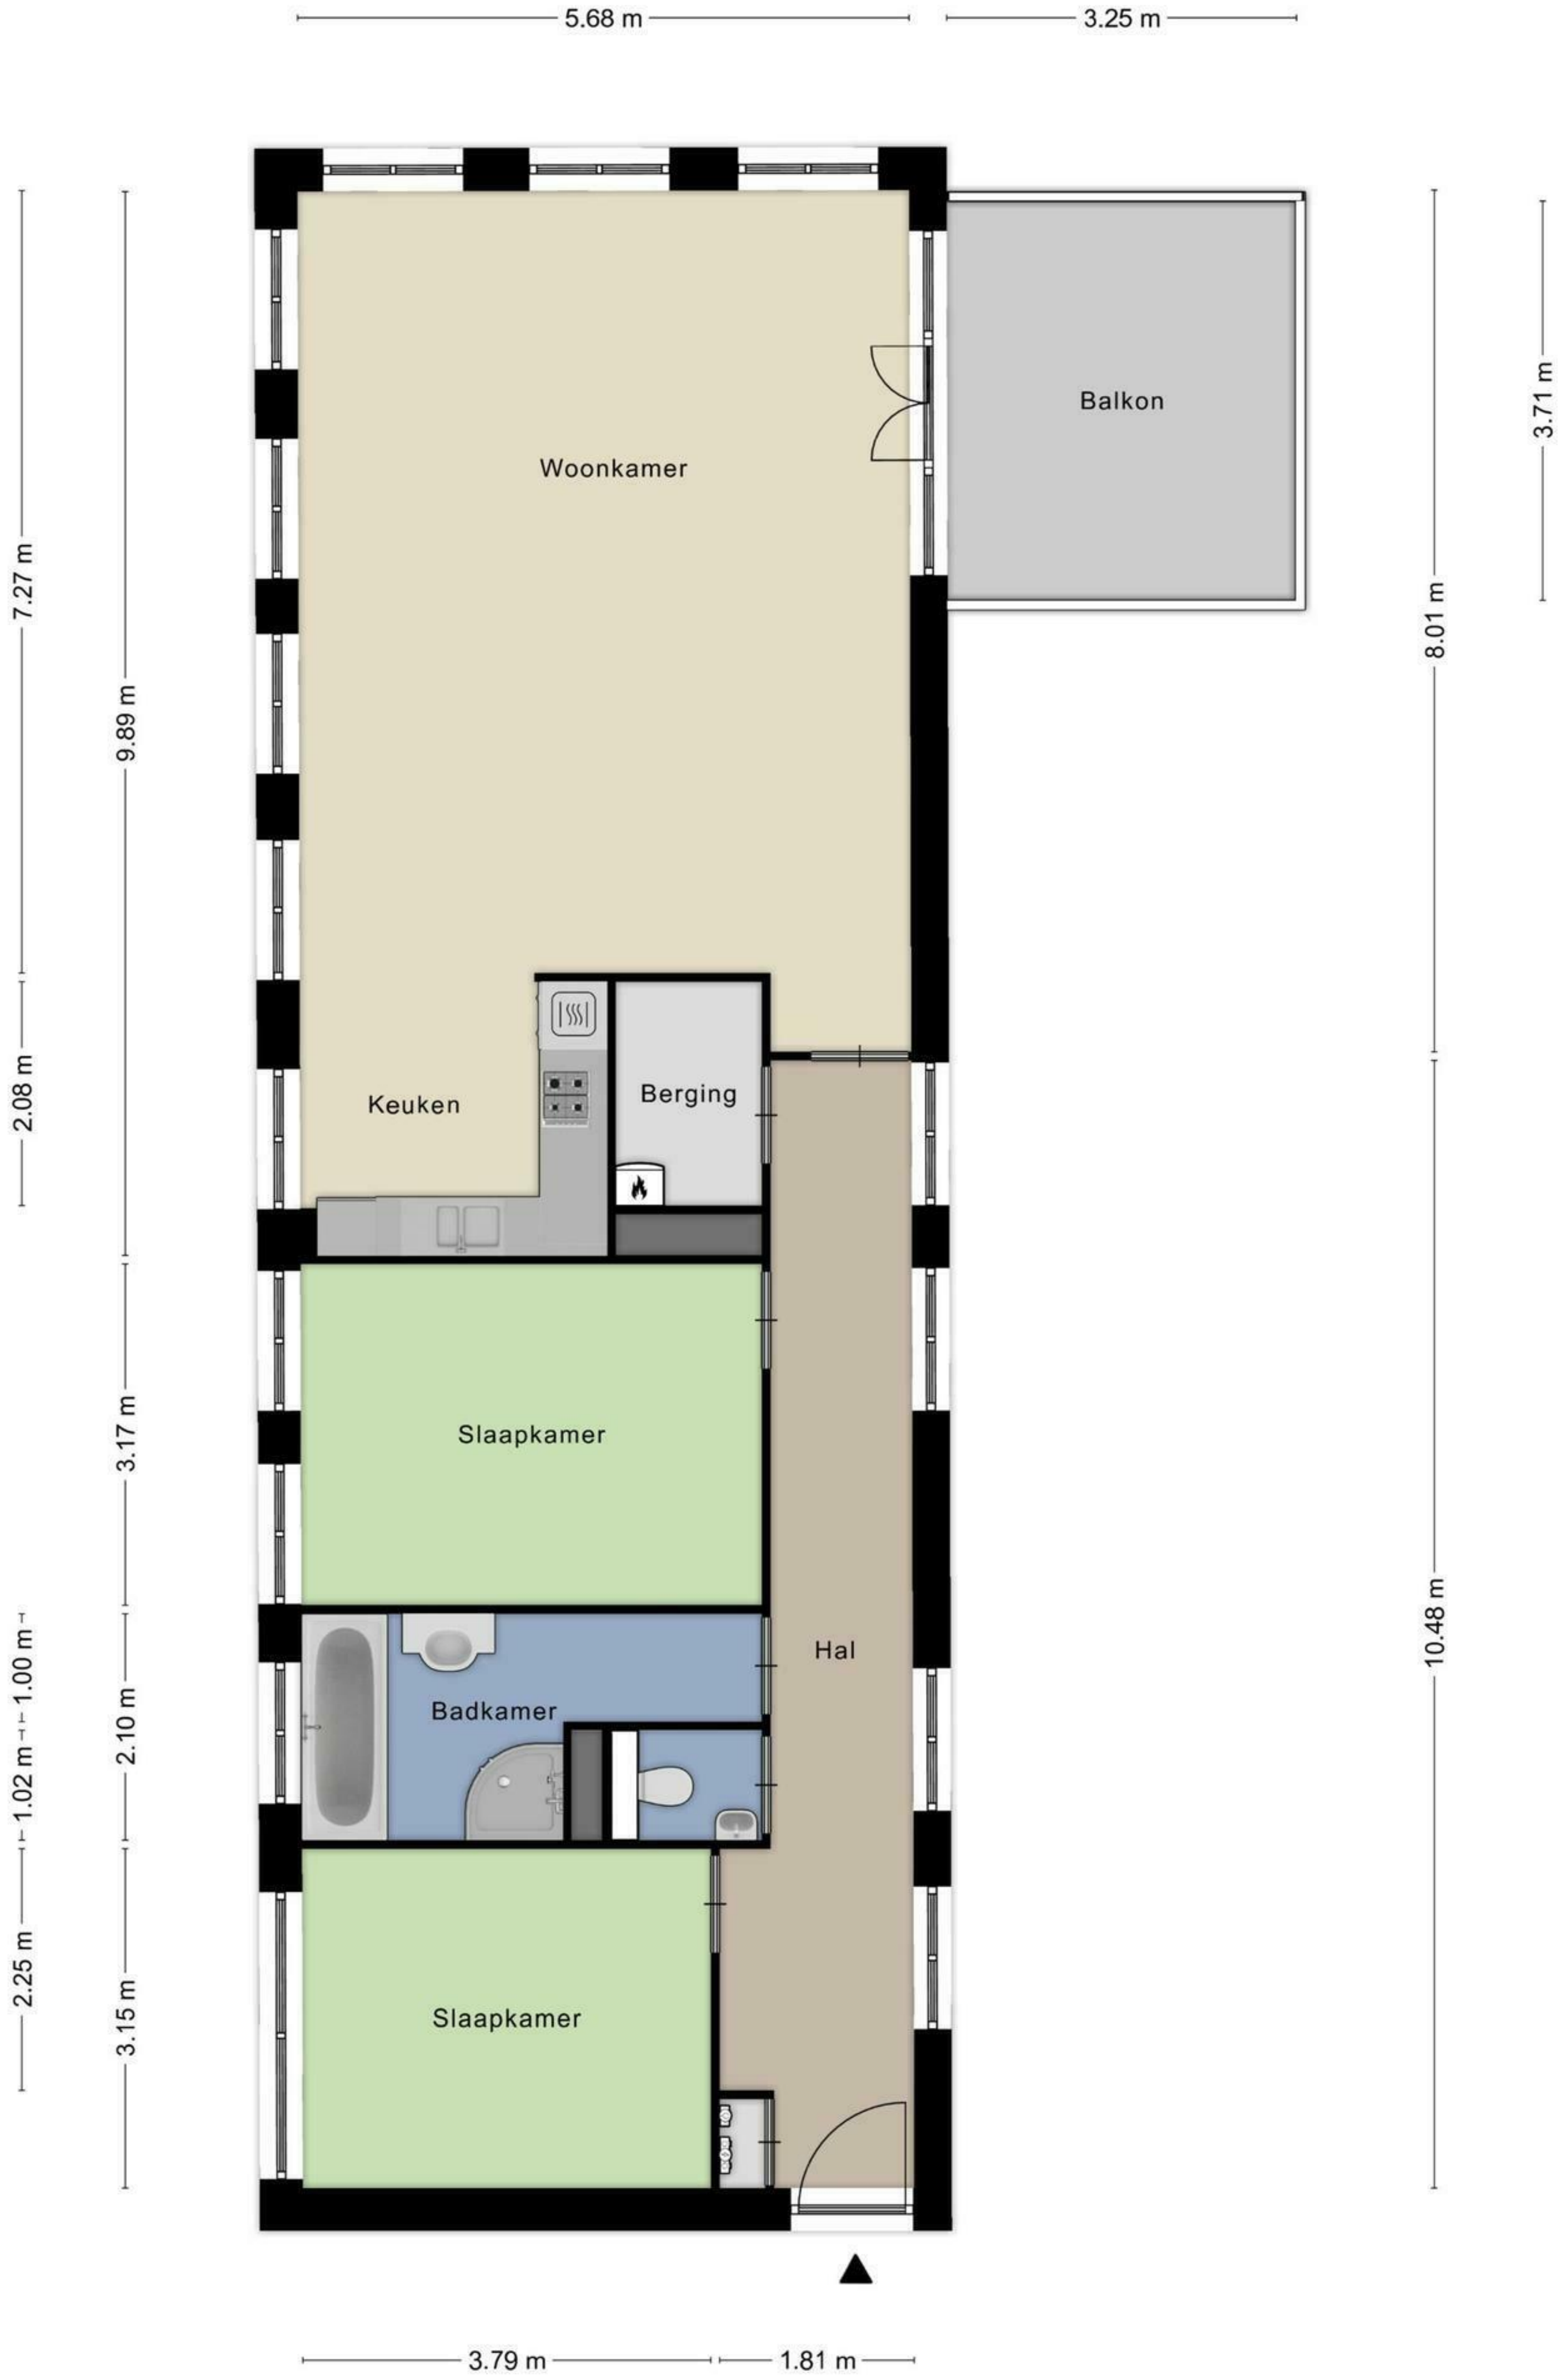 5.68 m
3.25 m
7.27 m
9.89 m
8.01 m
3.71 m
Balkon
Woonkamer
2.08 m
Keuken
Berging
3.17 m
Slaapkamer
10.48 m
1.00 m
Hal
2.10 m
Badkamer
1.02 m
2.25 m
3.15 m
Slaapkamer
3.79 m
1.81 m